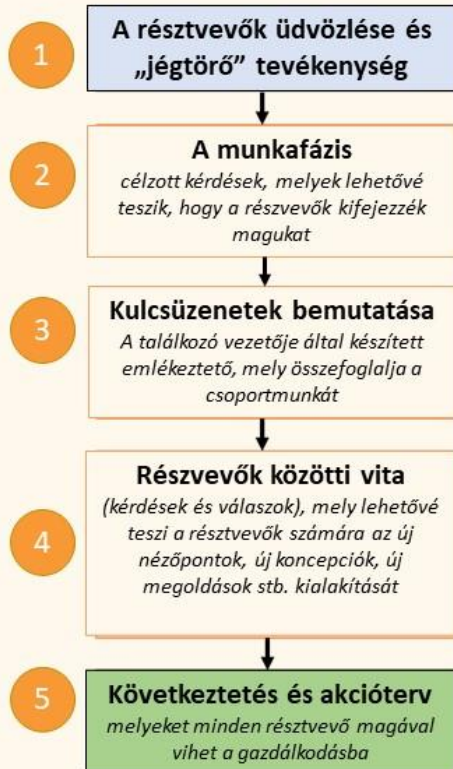 1
A résztvevők üdvözlése és
„jégtörő” tevékenység
2
A munkafázis
célzott kérdések, melyek lehetővé
teszik, hogy a részvevők kifejezzék
magukat
3
Kulcsüzenetek bemutatása
A találkozó vezetője által készített
emlékeztető, mely összefoglalja a
csoportmunkát
4
Részvevők közötti vita
(kérdések és válaszok), mely lehetővé
teszi a résztvevők számára az új
nézőpontok, új koncepciók, új
megoldások stb. kialakítását
5
Következtetés és akcióterv
melyeket minden résztvevő magával
vihet a gazdálkodásba